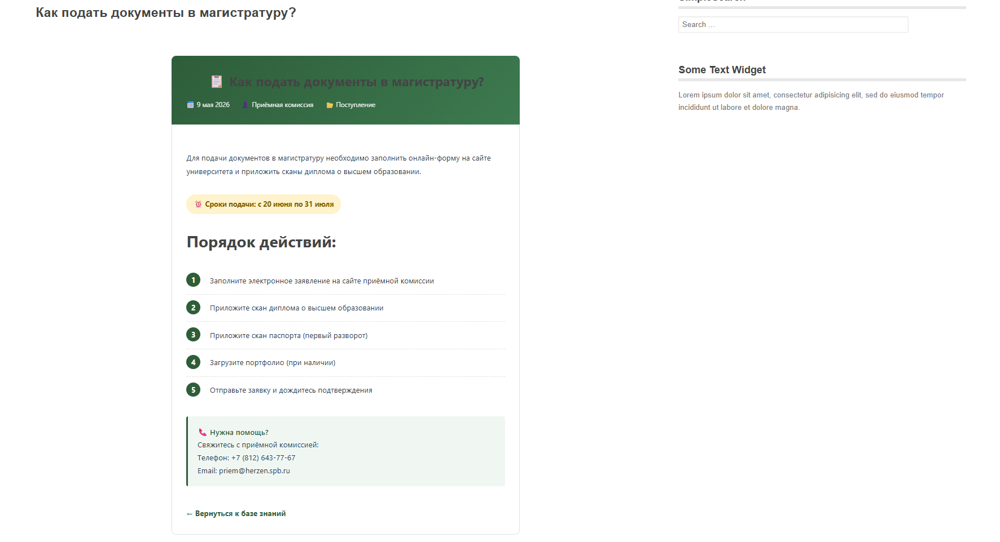 Как подать документы в магистратуру?
Search ...
Some Text Widget
Lorem ipsum dolor sit amet, consectetur adipisicing elit, sed do eiusmod tempor
incididunt ut labore et dolore magna.
Как подать документы в магистратуру?
9 мая 2026 Приёмная комиссия Поступление
Для подачи документов в магистратуру необходимо заполнить онлайн-форму на сайте
университета и приложить сканы диплома о высшем образовании.
Сроки подачи: с 20 июня по 31 июля
Порядок действий:
1 Заполните электронное заявление на сайте приёмной комиссии
2 Приложите скан диплома о высшем образовании
3 Приложите скан паспорта (первый разворот)
4 Загрузите портфолио (при наличии)
5 Отправьте заявку и дождитесь подтверждения
Нужна помощь?
Свяжитесь с приёмной комиссией:
Телефон: +7 (812) 643-77-67
Email: priem@herzen.spb.ru
← Вернуться к базе знаний